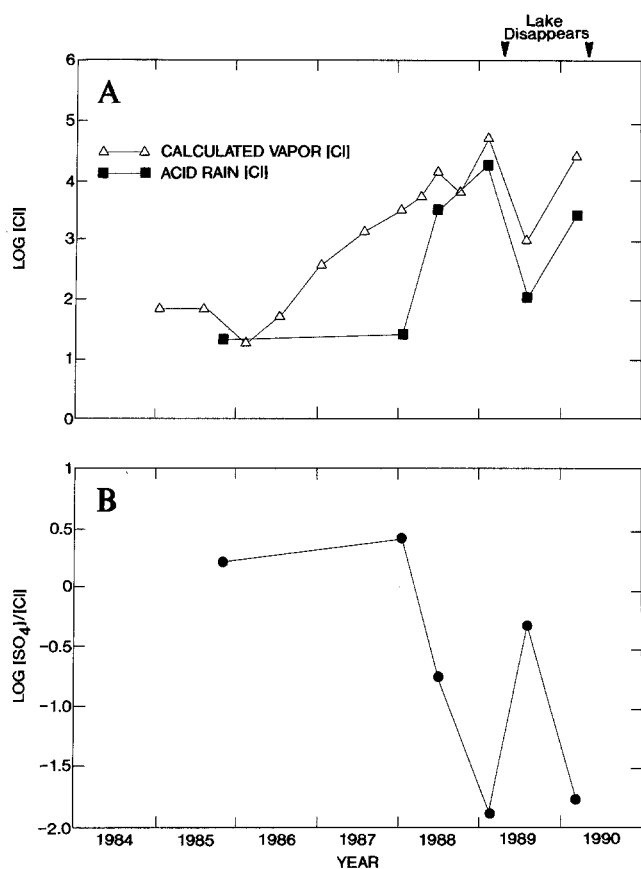 Lake
Disappears
A
6
5
4
3
2
1
0
LOG [Cl]
CALCULATED VAPOR [Cl]
ACID RAIN [Cl]
B
1
0.5
0
-0.5
-1.0
-1.5
-2.0
LOG [SO4]/[Cl]
1984 1985 1986 1987 1988 1989 1990
YEAR